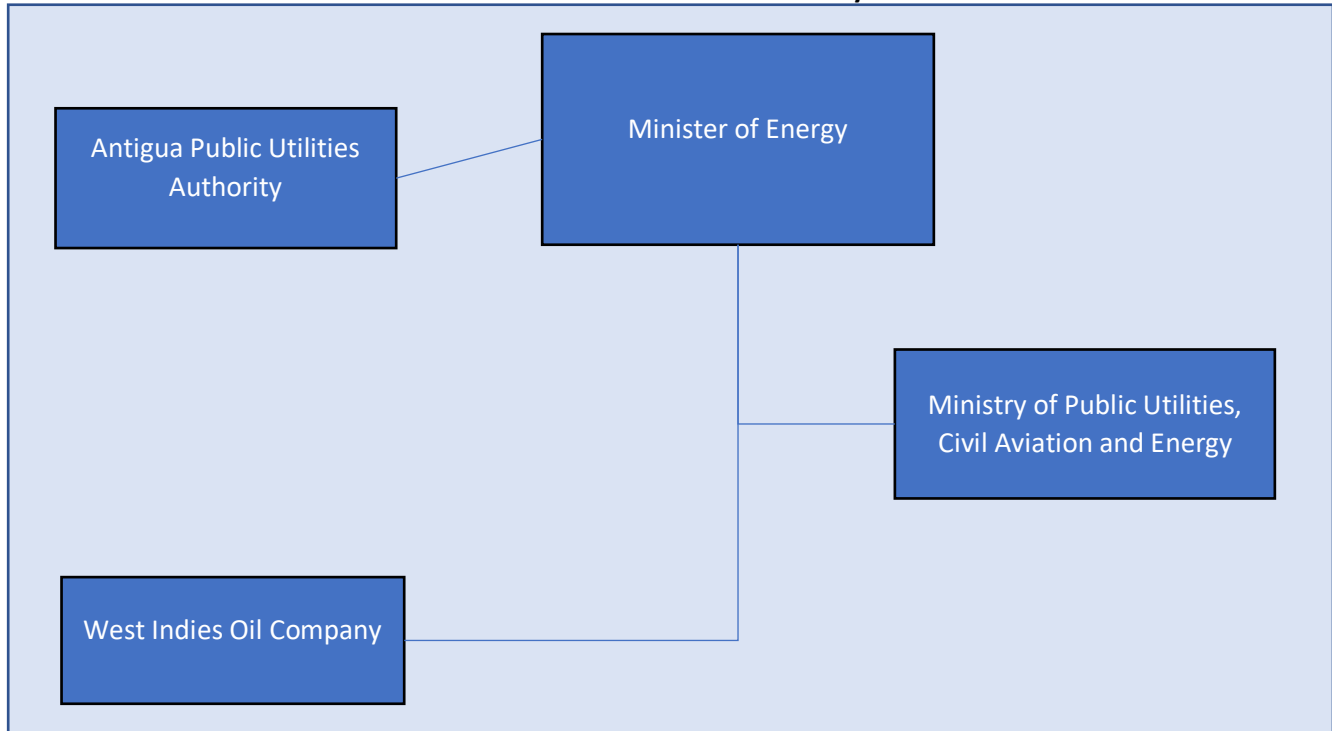 Minister of Energy
Antigua Public Utilities
Authority
Ministry of Public Utilities,
Civil Aviation and Energy
West Indies Oil Company